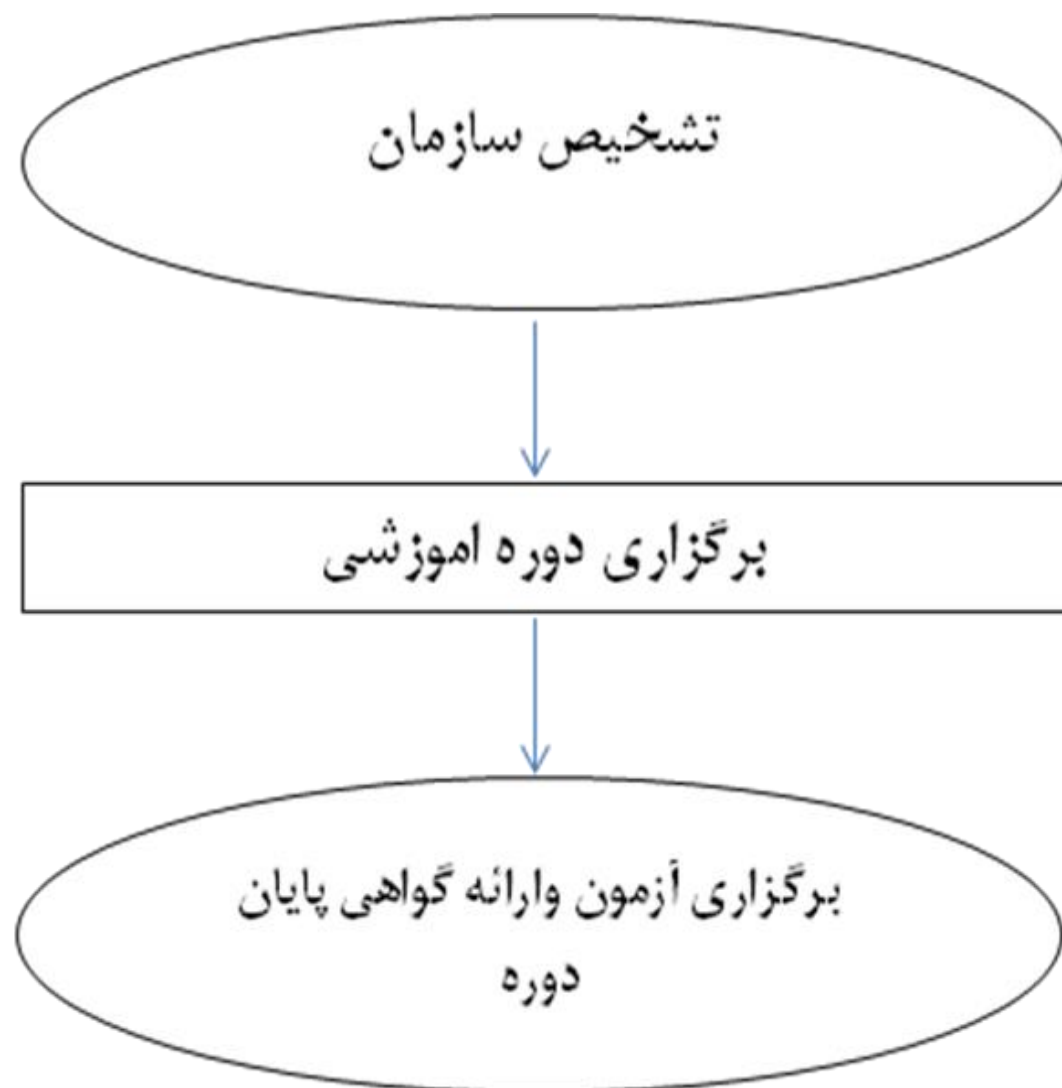 تشخیص سازمان
برگزاری دوره اموزشی
برگزاری آزمون وارائه گواهی پایان
دوره